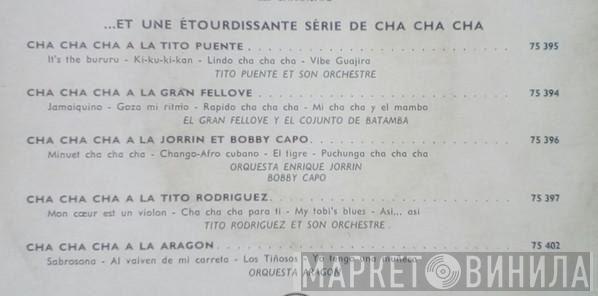 ...ET UNE ÉTOURDISSANTE SÉRIE DE CHA CHA CHA
CHA CHA CHA A LA TITO PUENTE 75 395
It's the bururu - Ki-ku-ki-kan - Lindo cha cha cha - Vibe Guajira
TITO PUENTE ET SON ORCHESTRE
CHA CHA CHA A LA GRAN FELLOVE 75 394
Jamaiquino - Goza mi ritmo - Rapido cha cha cha - Mi cha cha y el mambo
EL GRAN FELLOVE Y EL COJUNTO DE BATAMBA
CHA CHA CHA A LA JORRIN ET BOBBY CAPO 75 396
Minuet cha cha cha - Chango-Afro cubano - El tigre - Puchunga cha cha cha
ORQUESTA ENRIQUE JORRIN
BOBBY CAPO
CHA CHA CHA A LA TITO RODRIGUEZ 75 397
Mon cœur est un violon - Cha cha cha para ti - My tobi's blues - Asi... asi
TITO RODRIGUEZ ET SON ORCHESTRE
CHA CHA CHA A LA ARAGON 75 402
Sabrosona - Al vaiven de mi carreta - Los Tiñosos - Yo tengo una muñeca
ORQUESTA ARAGON
МАРКЕТ ВИНИЛА